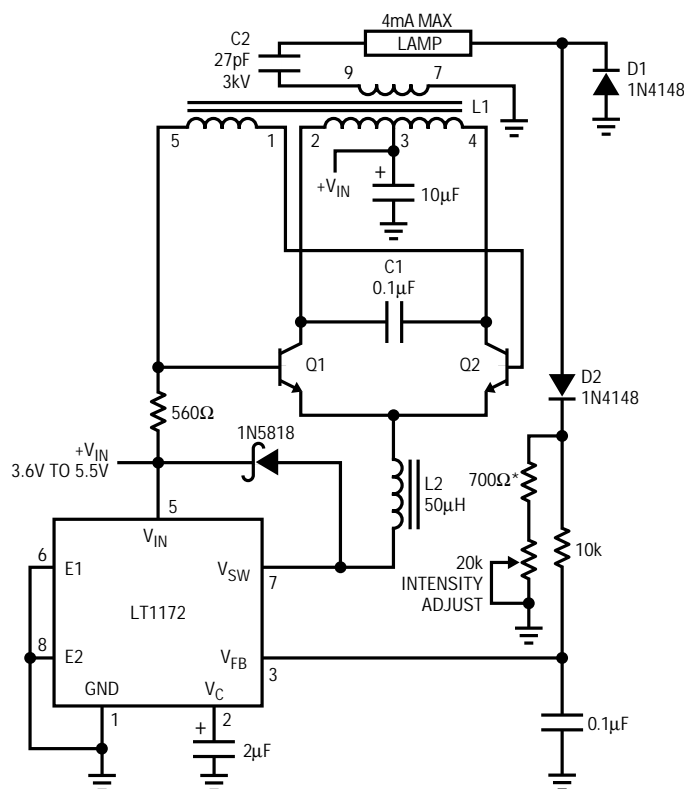 4mA MAX
LAMP
C2
27pF
3kV
9
7
D1
1N4148
L1
5
1
2
3
4
+VIN
+
10µF
C1
0.1µF
Q1
Q2
D2
1N4148
560Ω
1N5818
+VIN
3.6V TO 5.5V
L2
50µH
700Ω*
10k
20k
INTENSITY
ADJUST
5
VIN
6
E1
VSW
7
LT1172
8
E2
VFB
3
GND
VC
1
2
+
2µF
0.1µF